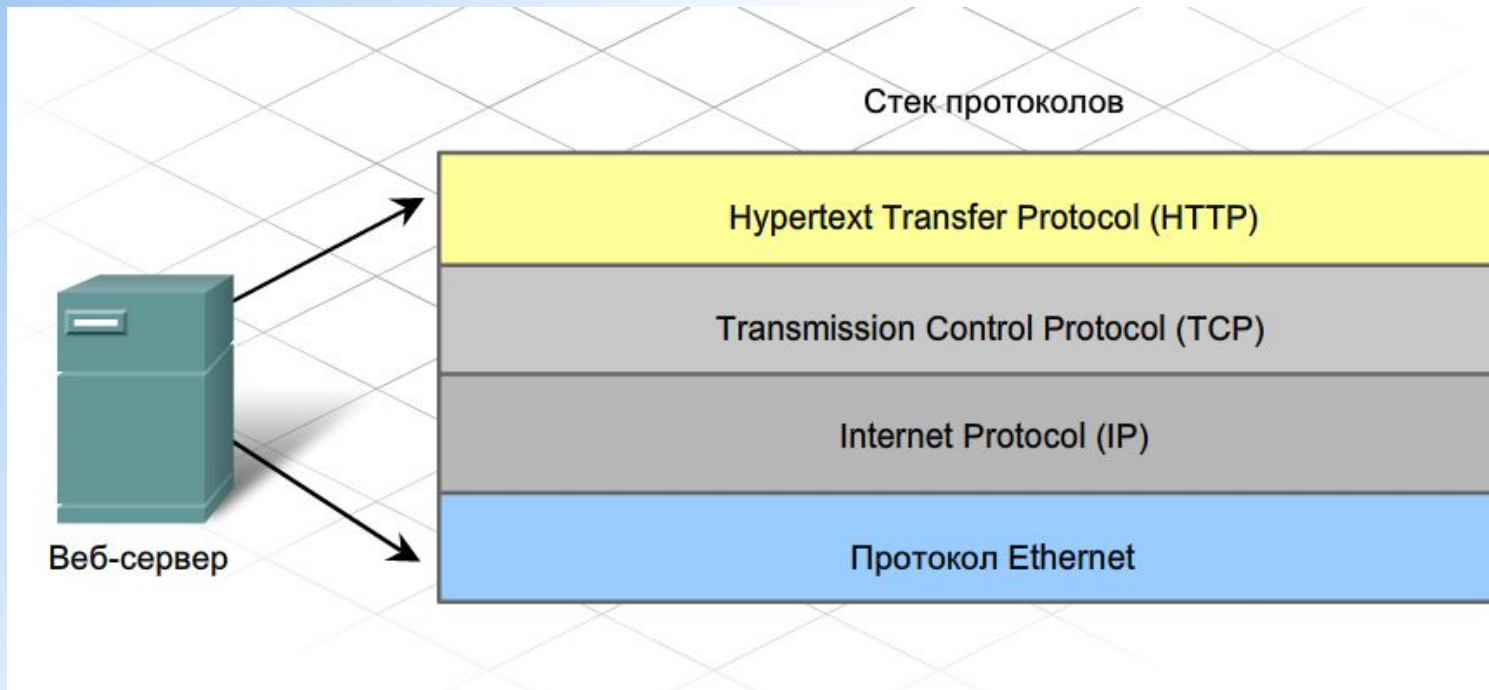 Стек протоколов
Hypertext Transfer Protocol (HTTP)
Transmission Control Protocol (TCP)
Internet Protocol (IP)
Протокол Ethernet
Веб-сервер